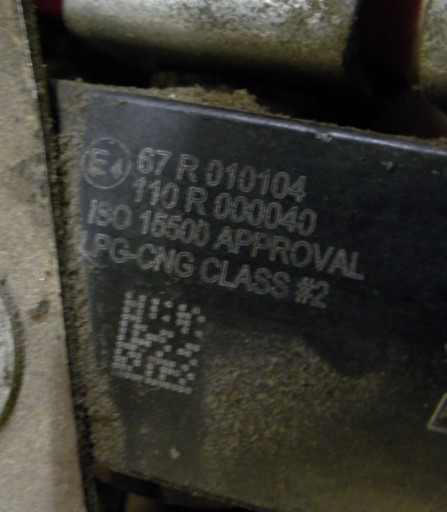 E4 67 R 010104
110 R 000040
ISO 15500 APPROVAL
LPG-CNG CLASS #2